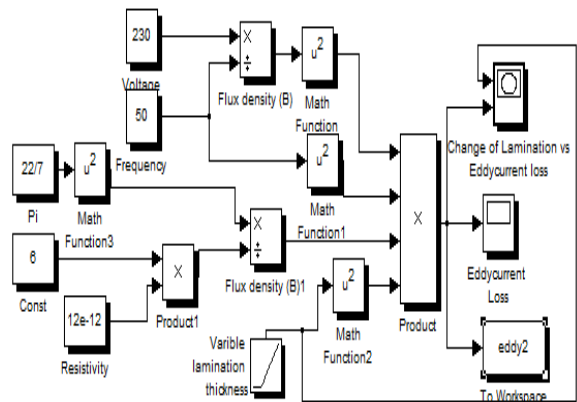 230
Voltage
×
÷
Flux density (B)
u²
Math
Function
50
Frequency
22/7
Pi
u²
Math
Function3
u²
Math
Function1
Change of Lamination vs
Eddycurrent loss
×
÷
Flux density (B)1
6
Const
×
Product1
12e-12
Resistivity
Varible
lamination
thickness
u²
Math
Function2
×
Product
Eddycurrent
Loss
eddy2
To Workspace